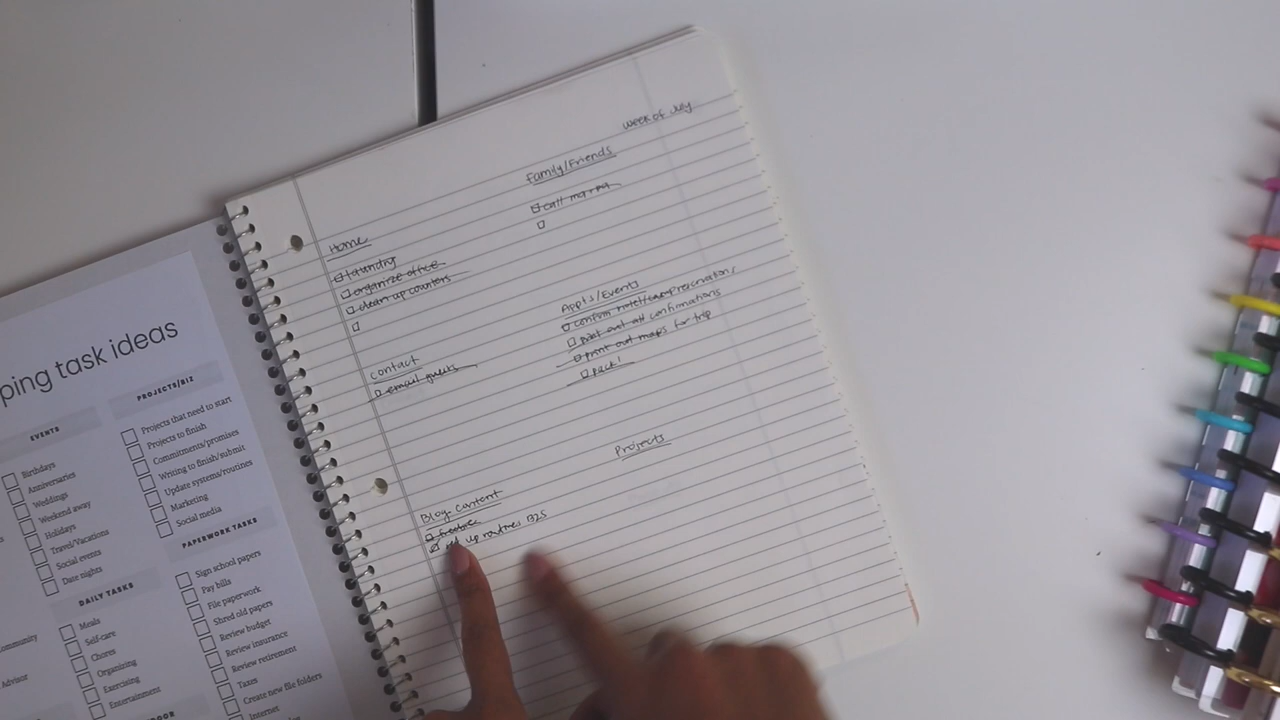 week of July
Family/Friends
call
Home
laundry
organize office
clean up counters
Appts/Events
confirm hotel/camp reservation/
print out all confirmations
print out maps for trip
pack!
Contact
email guests
Projects
Blog Content
freebie
set up routines B2S
ping task ideas
EVENTS
Birthdays
Anniversaries
Weddings
Weekend away
Holidays
Travel/Vacations
Social events
Date nights
DAILY TASKS
Meals
Self-care
Chores
Organizing
Exercising
Entertainment
PROJECTS/BIZ
Projects that need to start
Projects to finish
Commitments/promises
Writing to finish/submit
Update systems/routines
Marketing
Social media
PAPERWORK TASKS
Sign school papers
Pay bills
File paperwork
Shred old papers
Review budget
Review insurance
Review retirement
Taxes
Create new file folders
Internet
Advisor